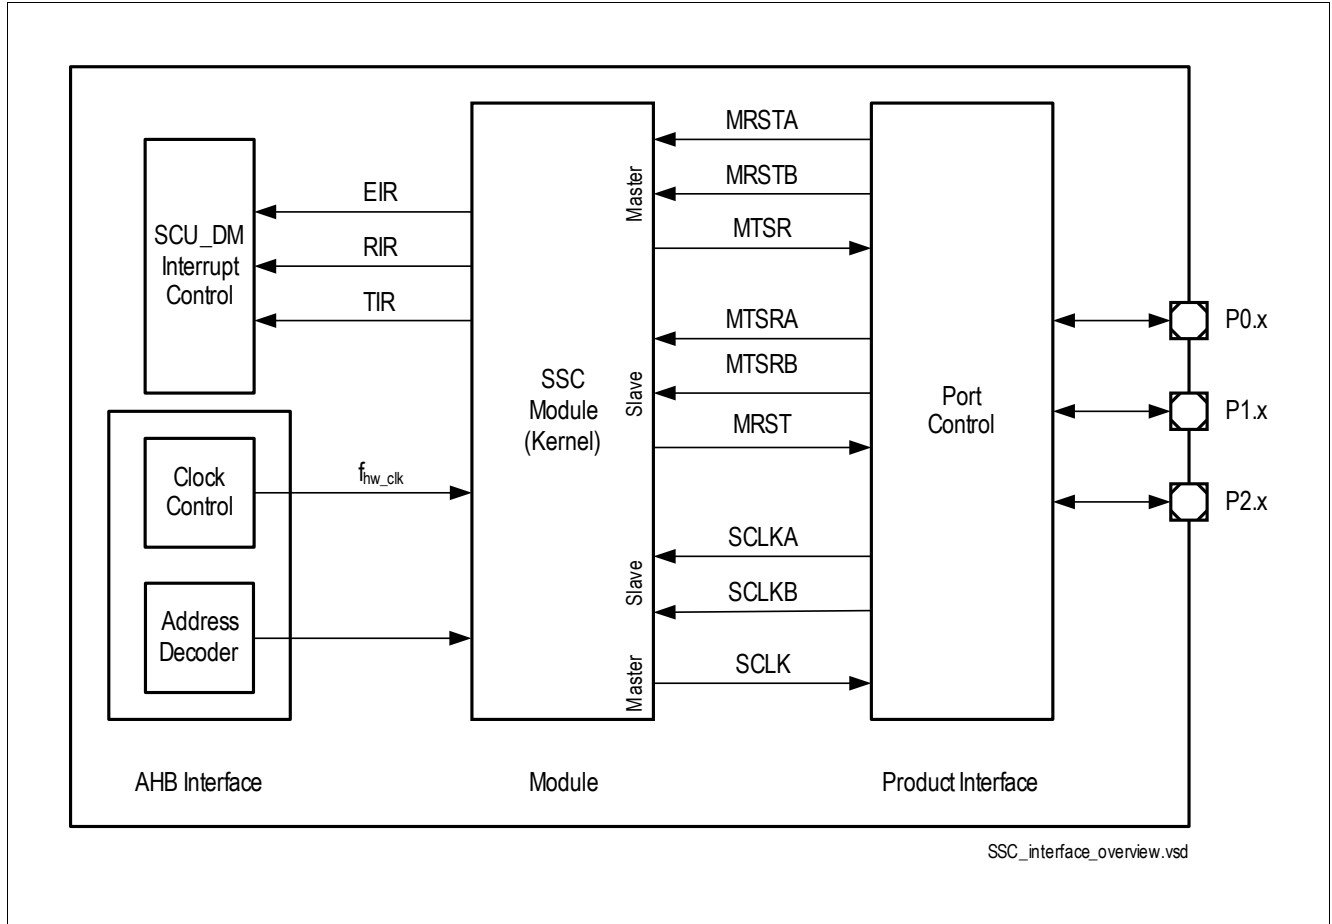 MRSTA
MRSTB
MTSR
Master
EIR
RIR
TIR
SCU_DM
Interrupt
Control
MTSRA
MTSRB
MRST
Slave
SSC
Module
(Kernel)
Port
Control
P0.x
P1.x
P2.x
Clock
Control
fhw_clk
SCLKA
SCLKB
Slave
Address
Decoder
SCLK
Master
AHB Interface
Module
Product Interface
SSC_interface_overview.vsd